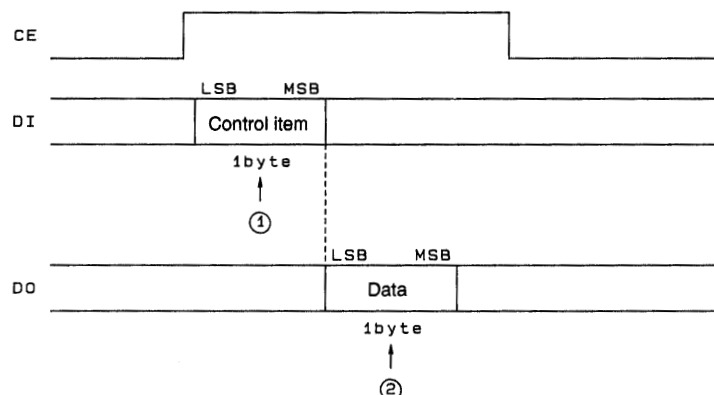 CE
LSB MSB
DI Control item
1byte
①
LSB MSB
DO Data
1byte
②